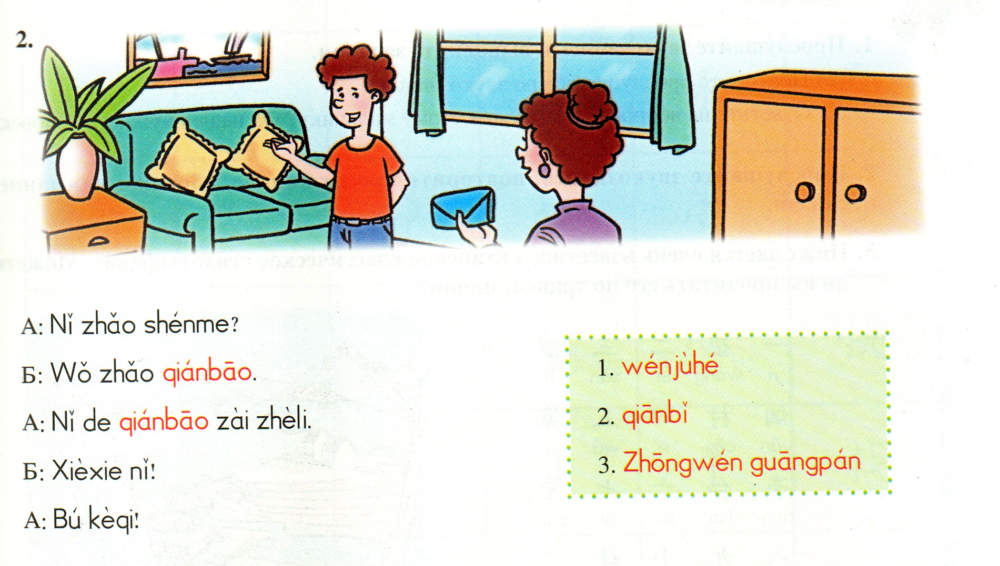 2.
А: Nǐ zhǎo shénme?
Б: Wǒ zhǎo qiánbāo.
А: Nǐ de qiánbāo zài zhèli.
Б: Xièxie nǐ!
А: Bú kèqi!
1. wénjùhé
2. qiānbǐ
3. Zhōngwén guāngpán